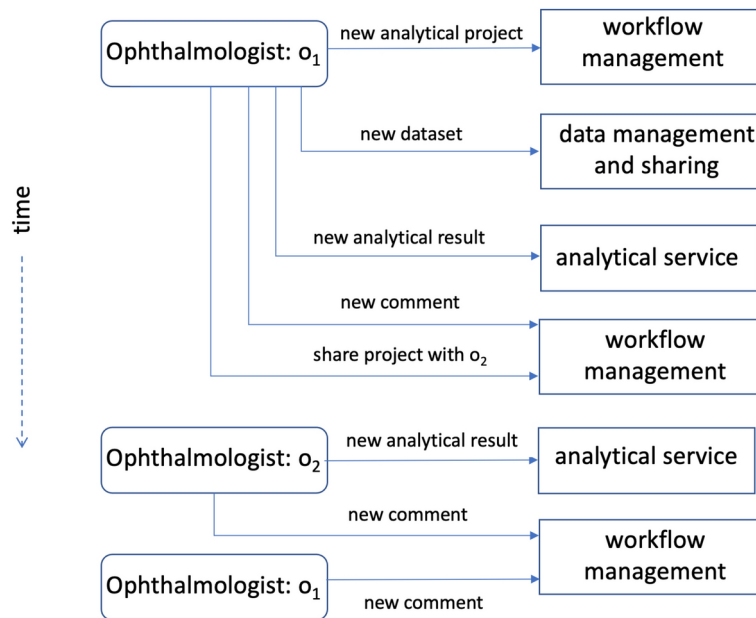 Ophthalmologist: o₁
new analytical project
workflow
management
new dataset
data management
and sharing
time
new analytical result
analytical service
new comment
share project with o₂
workflow
management
Ophthalmologist: o₂
new analytical result
analytical service
new comment
workflow
management
Ophthalmologist: o₁
new comment